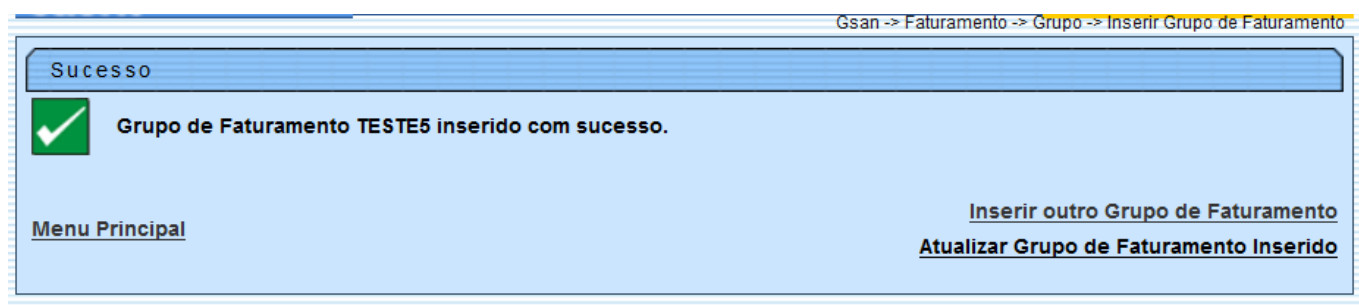 Gsan -> Faturamento -> Grupo -> Inserir Grupo de Faturamento
Sucesso
Grupo de Faturamento TESTE5 inserido com sucesso.
Inserir outro Grupo de Faturamento
Menu Principal
Atualizar Grupo de Faturamento Inserido